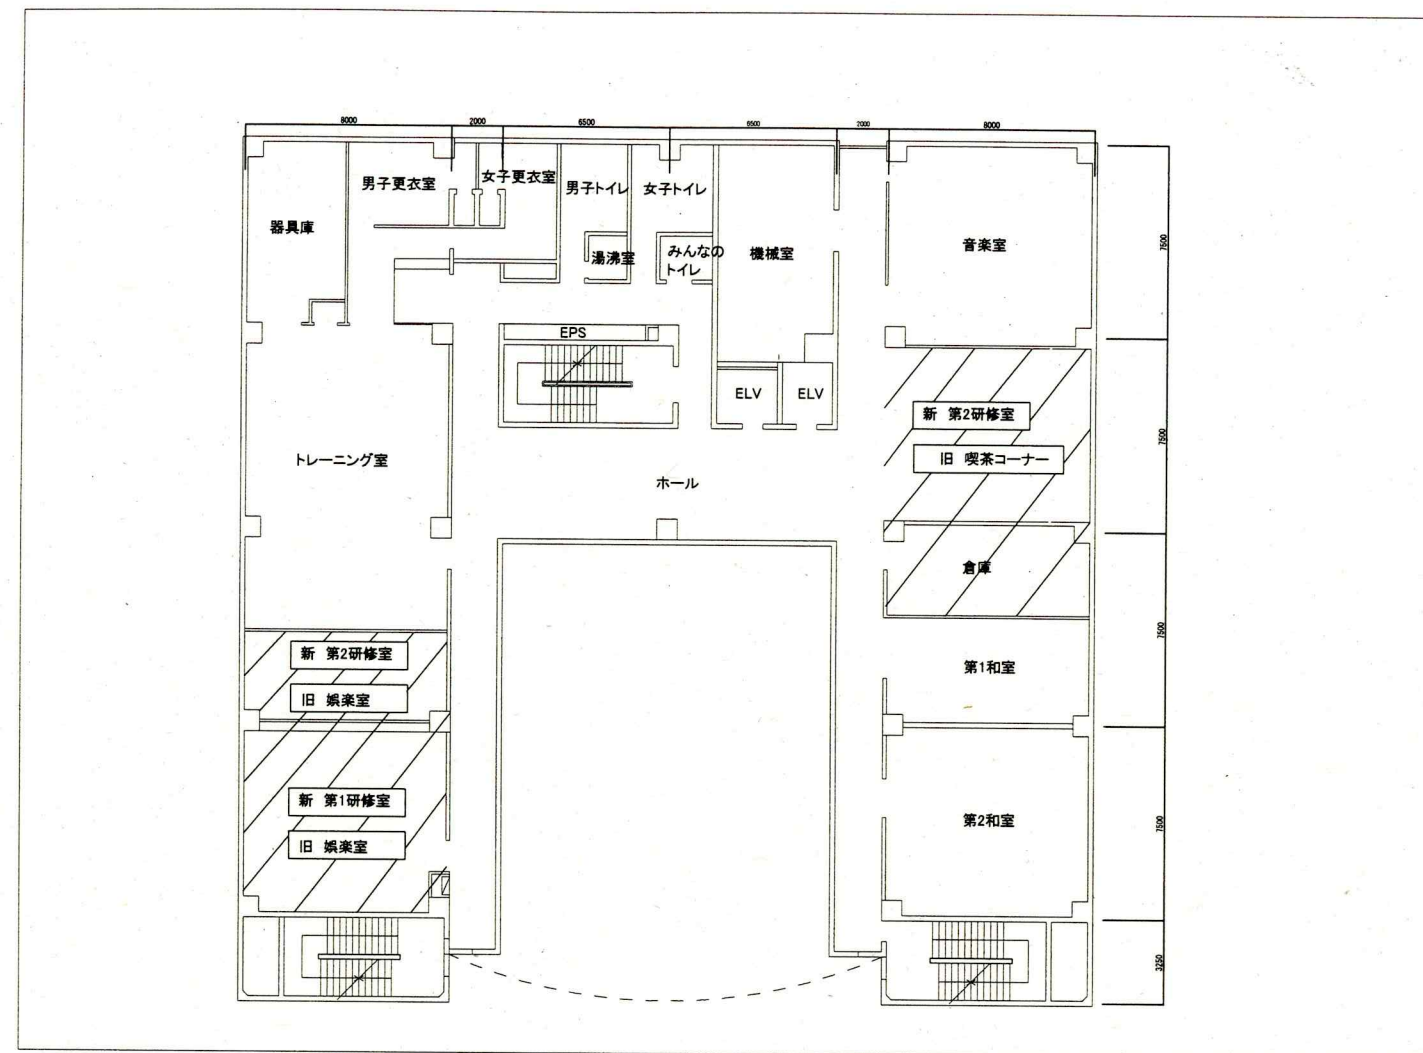 8000
2000
6500
6500
2000
8000
男子更衣室
女子更衣室
男子トイレ
女子トイレ
器具庫
湯沸室
みんなの
トイレ
機械室
音楽室
7500
EPS
ELV
ELV
新 第2研修室
旧 喫茶コーナー
7500
トレーニング室
ホール
倉庫
新 第2研修室
旧 娯楽室
第1和室
7500
新 第1研修室
旧 娯楽室
第2和室
7500
3250